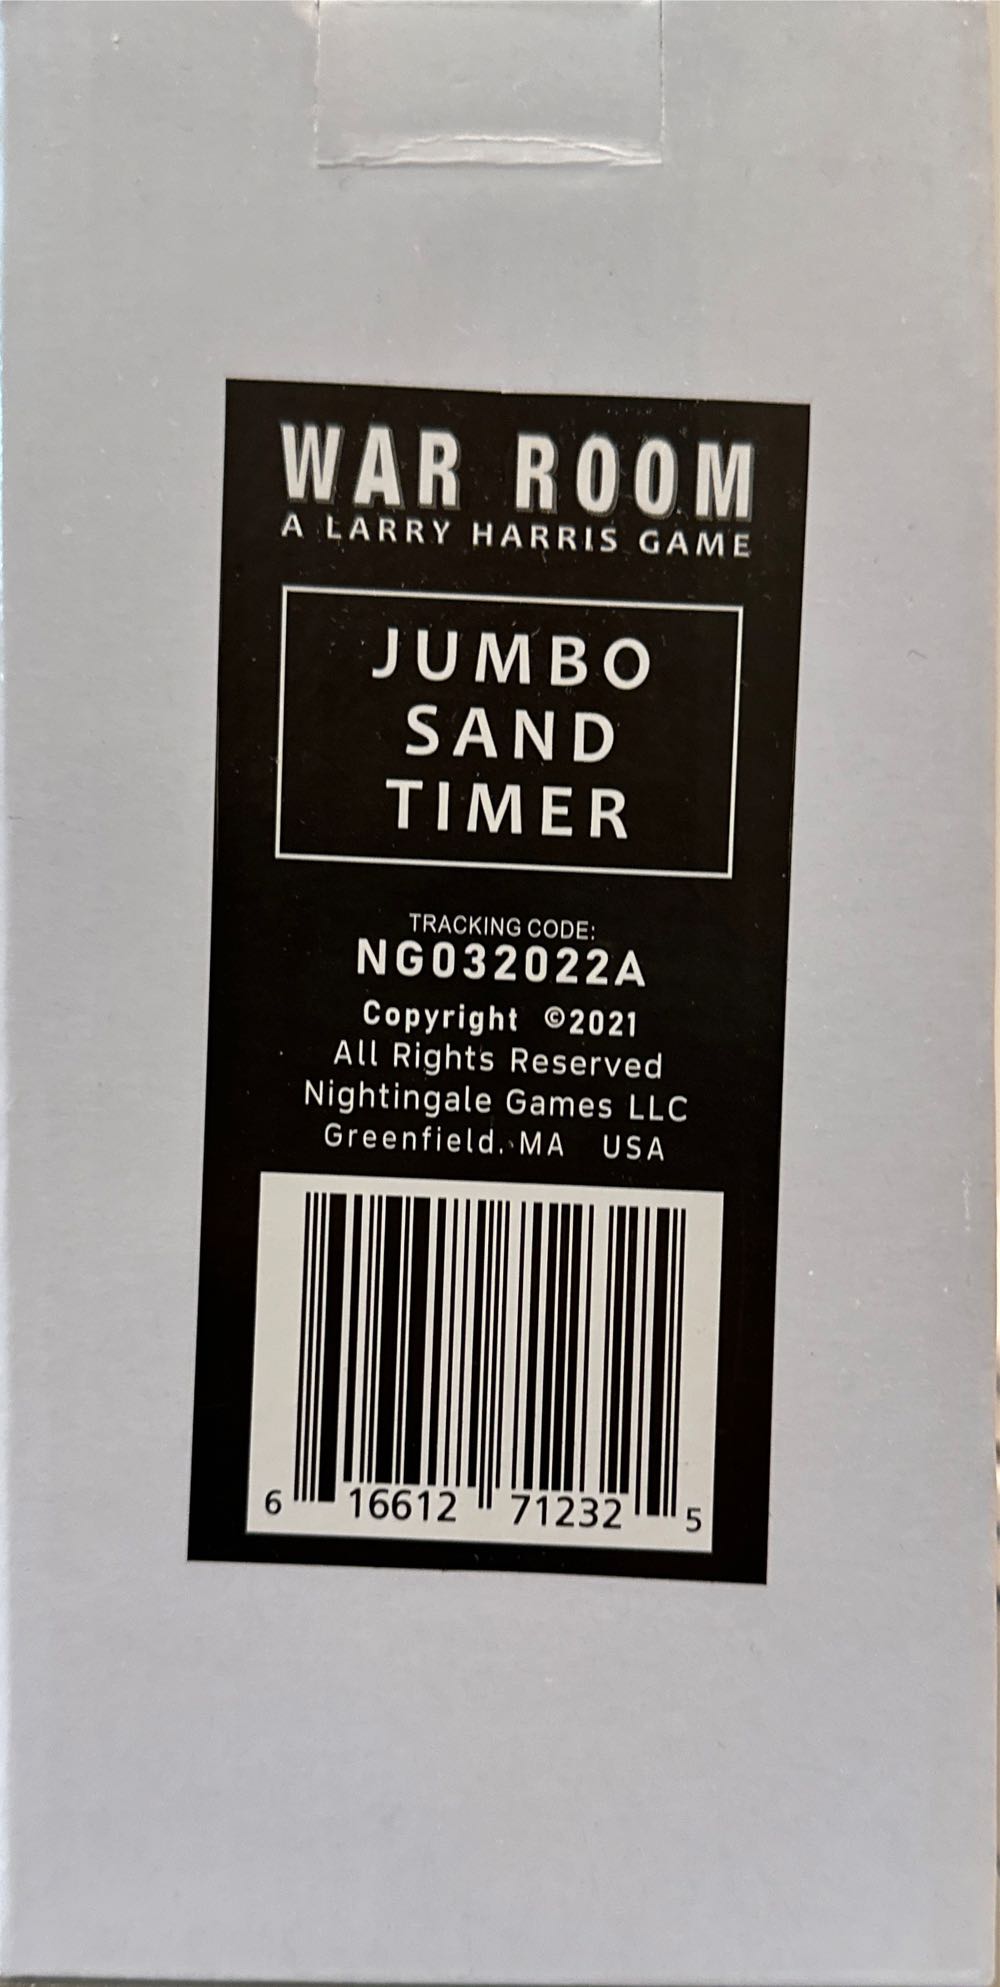 WAR ROOM
A LARRY HARRIS GAME
JUMBO
SAND
TIMER
TRACKING CODE:
NG032022A
Copyright ©2021
All Rights Reserved
Nightingale Games LLC
Greenfield. MA USA
6 16612 71232 5